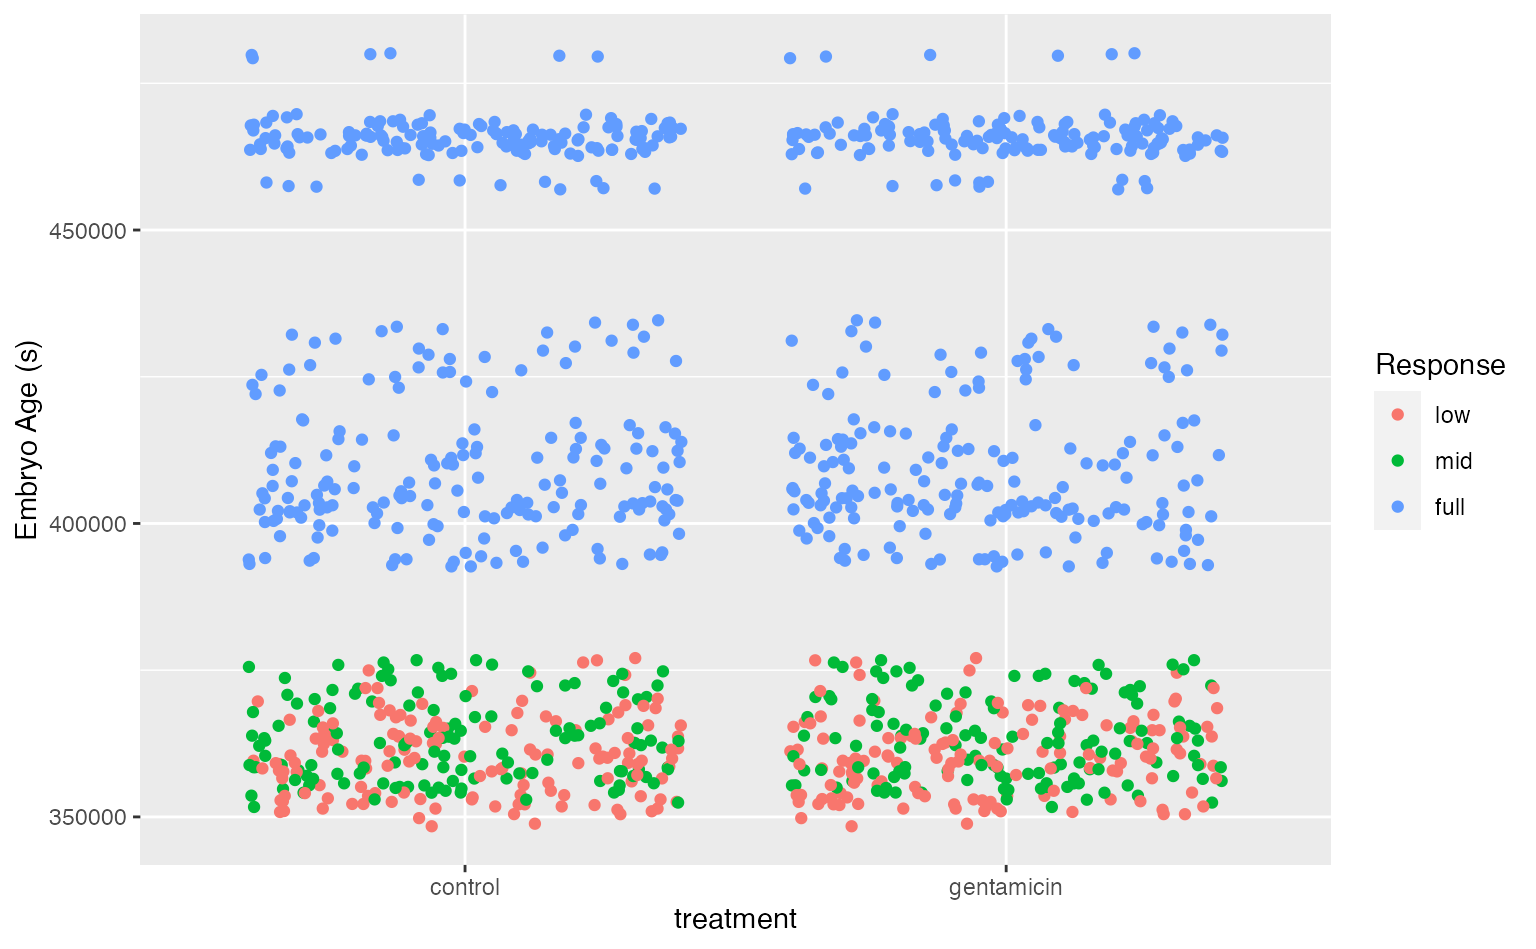 Embryo Age (s)
450000
400000
350000
control
gentamicin
treatment
Response
low
mid
full